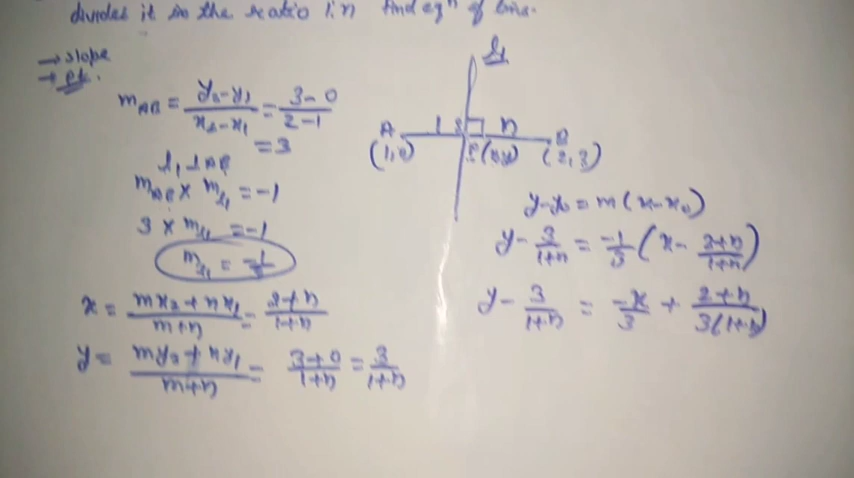 divides it in the ratio 1:n find eqn of line.
→ slope
→ pt.
m_AB = (y₂-y₁)/(x₂-x₁) = (3-0)/(2-1)
= 3
l₁ ⊥ AB
m_AB × m_l₁ = -1
3 × m_l₁ = -1
m_l₁ = -1/3
x = (mx₂+nx₁)/(m+n) = (2+n)/(1+n)
y = (my₂+ny₁)/(m+n) = (3+0)/(1+n) = 3/(1+n)
l₁
A 1 n B
(1,0) P(x,y) (2,3)
y-y₀ = m(x-x₀)
y - 3/(1+n) = -1/3 (x - (2+n)/(1+n))
y - 3/(1+n) = -x/3 + (2+n)/3(1+n)